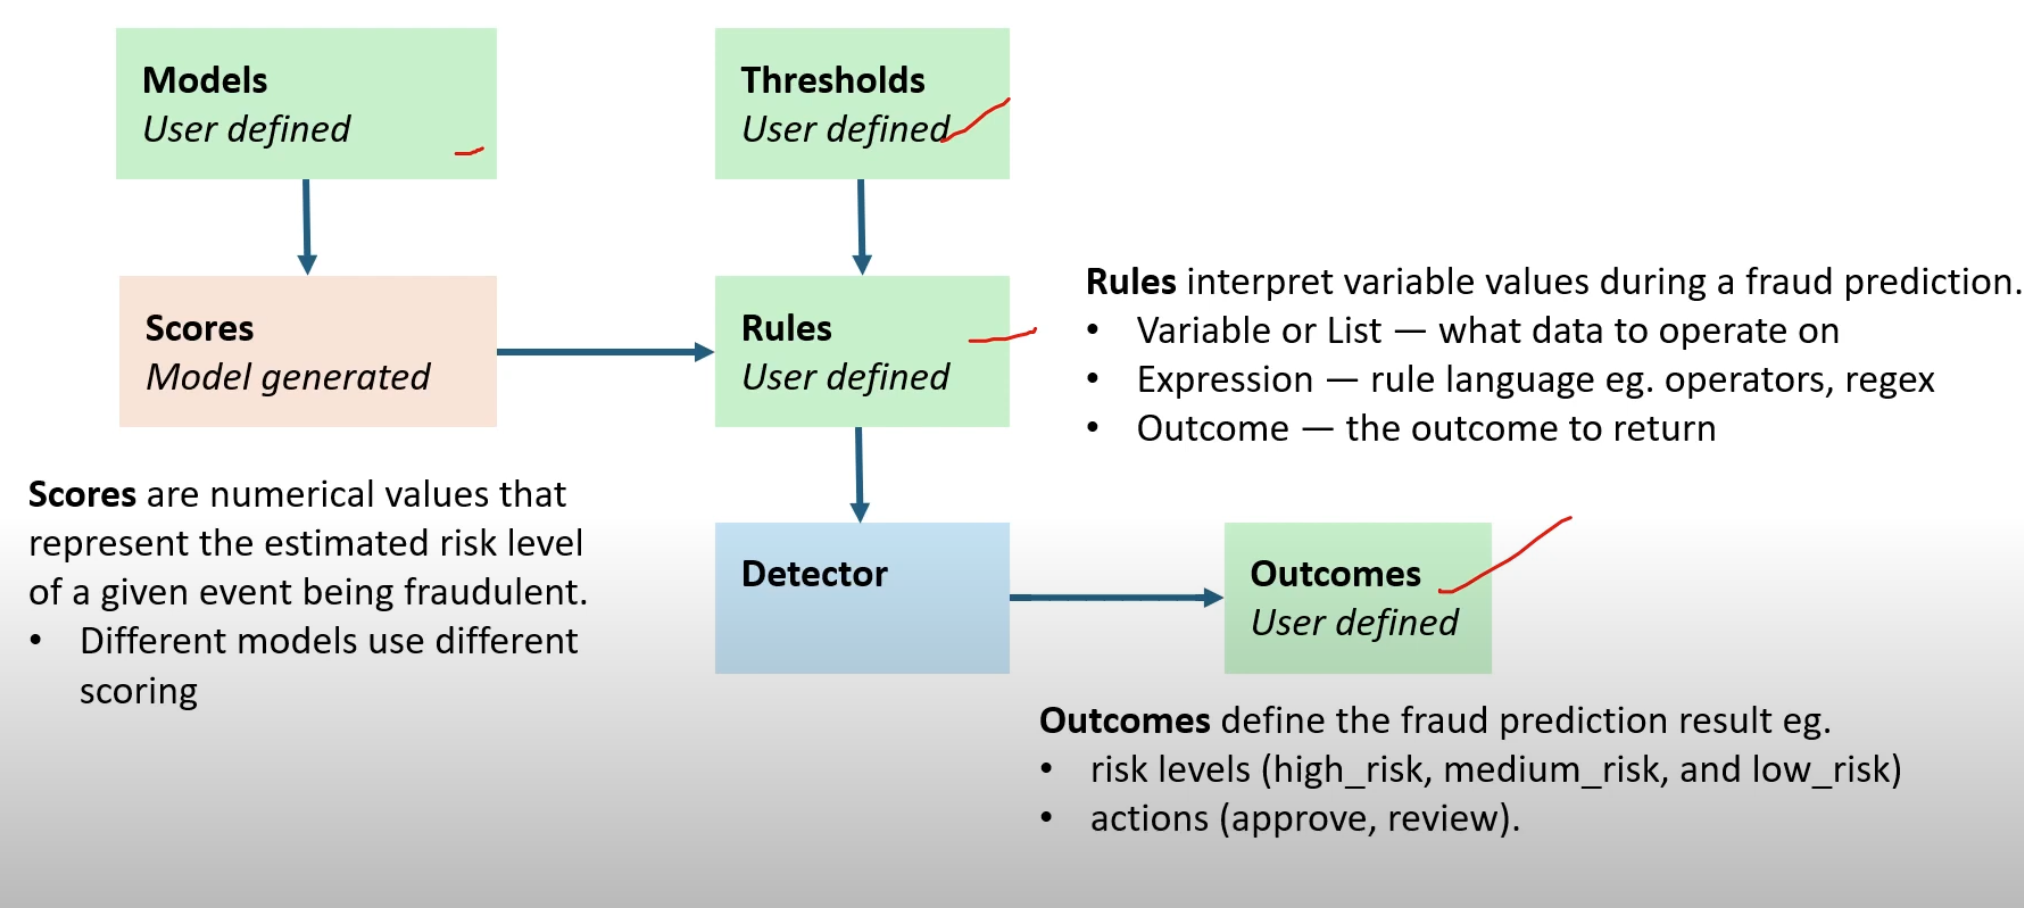 Models
User defined
Thresholds
User defined
Scores
Model generated
Rules
User defined
Rules interpret variable values during a fraud prediction.
• Variable or List — what data to operate on
• Expression — rule language eg. operators, regex
• Outcome — the outcome to return
Scores are numerical values that
represent the estimated risk level
of a given event being fraudulent.
• Different models use different
scoring
Detector
Outcomes
User defined
Outcomes define the fraud prediction result eg.
• risk levels (high_risk, medium_risk, and low_risk)
• actions (approve, review).